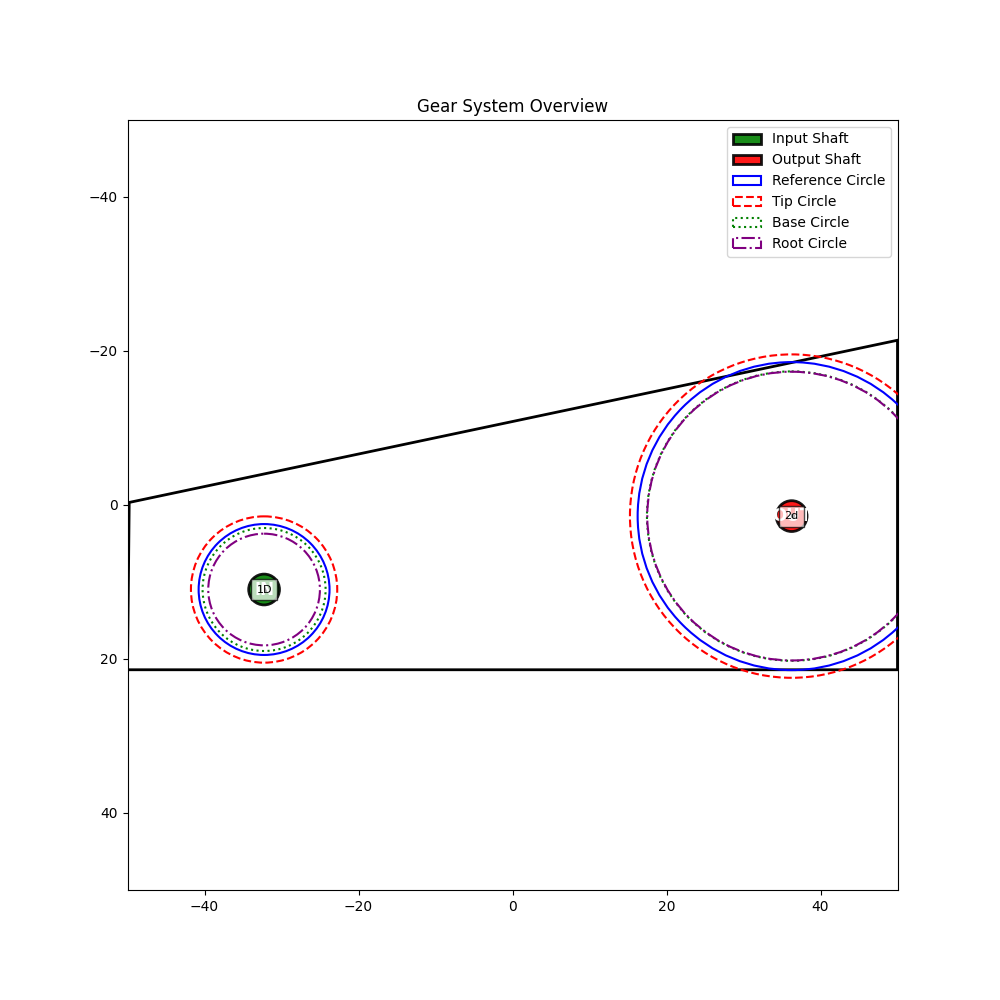 Gear System Overview
Input Shaft
Output Shaft
Reference Circle
Tip Circle
Base Circle
Root Circle
−40
−20
0
20
40
1D
2d
−40
−20
0
20
40